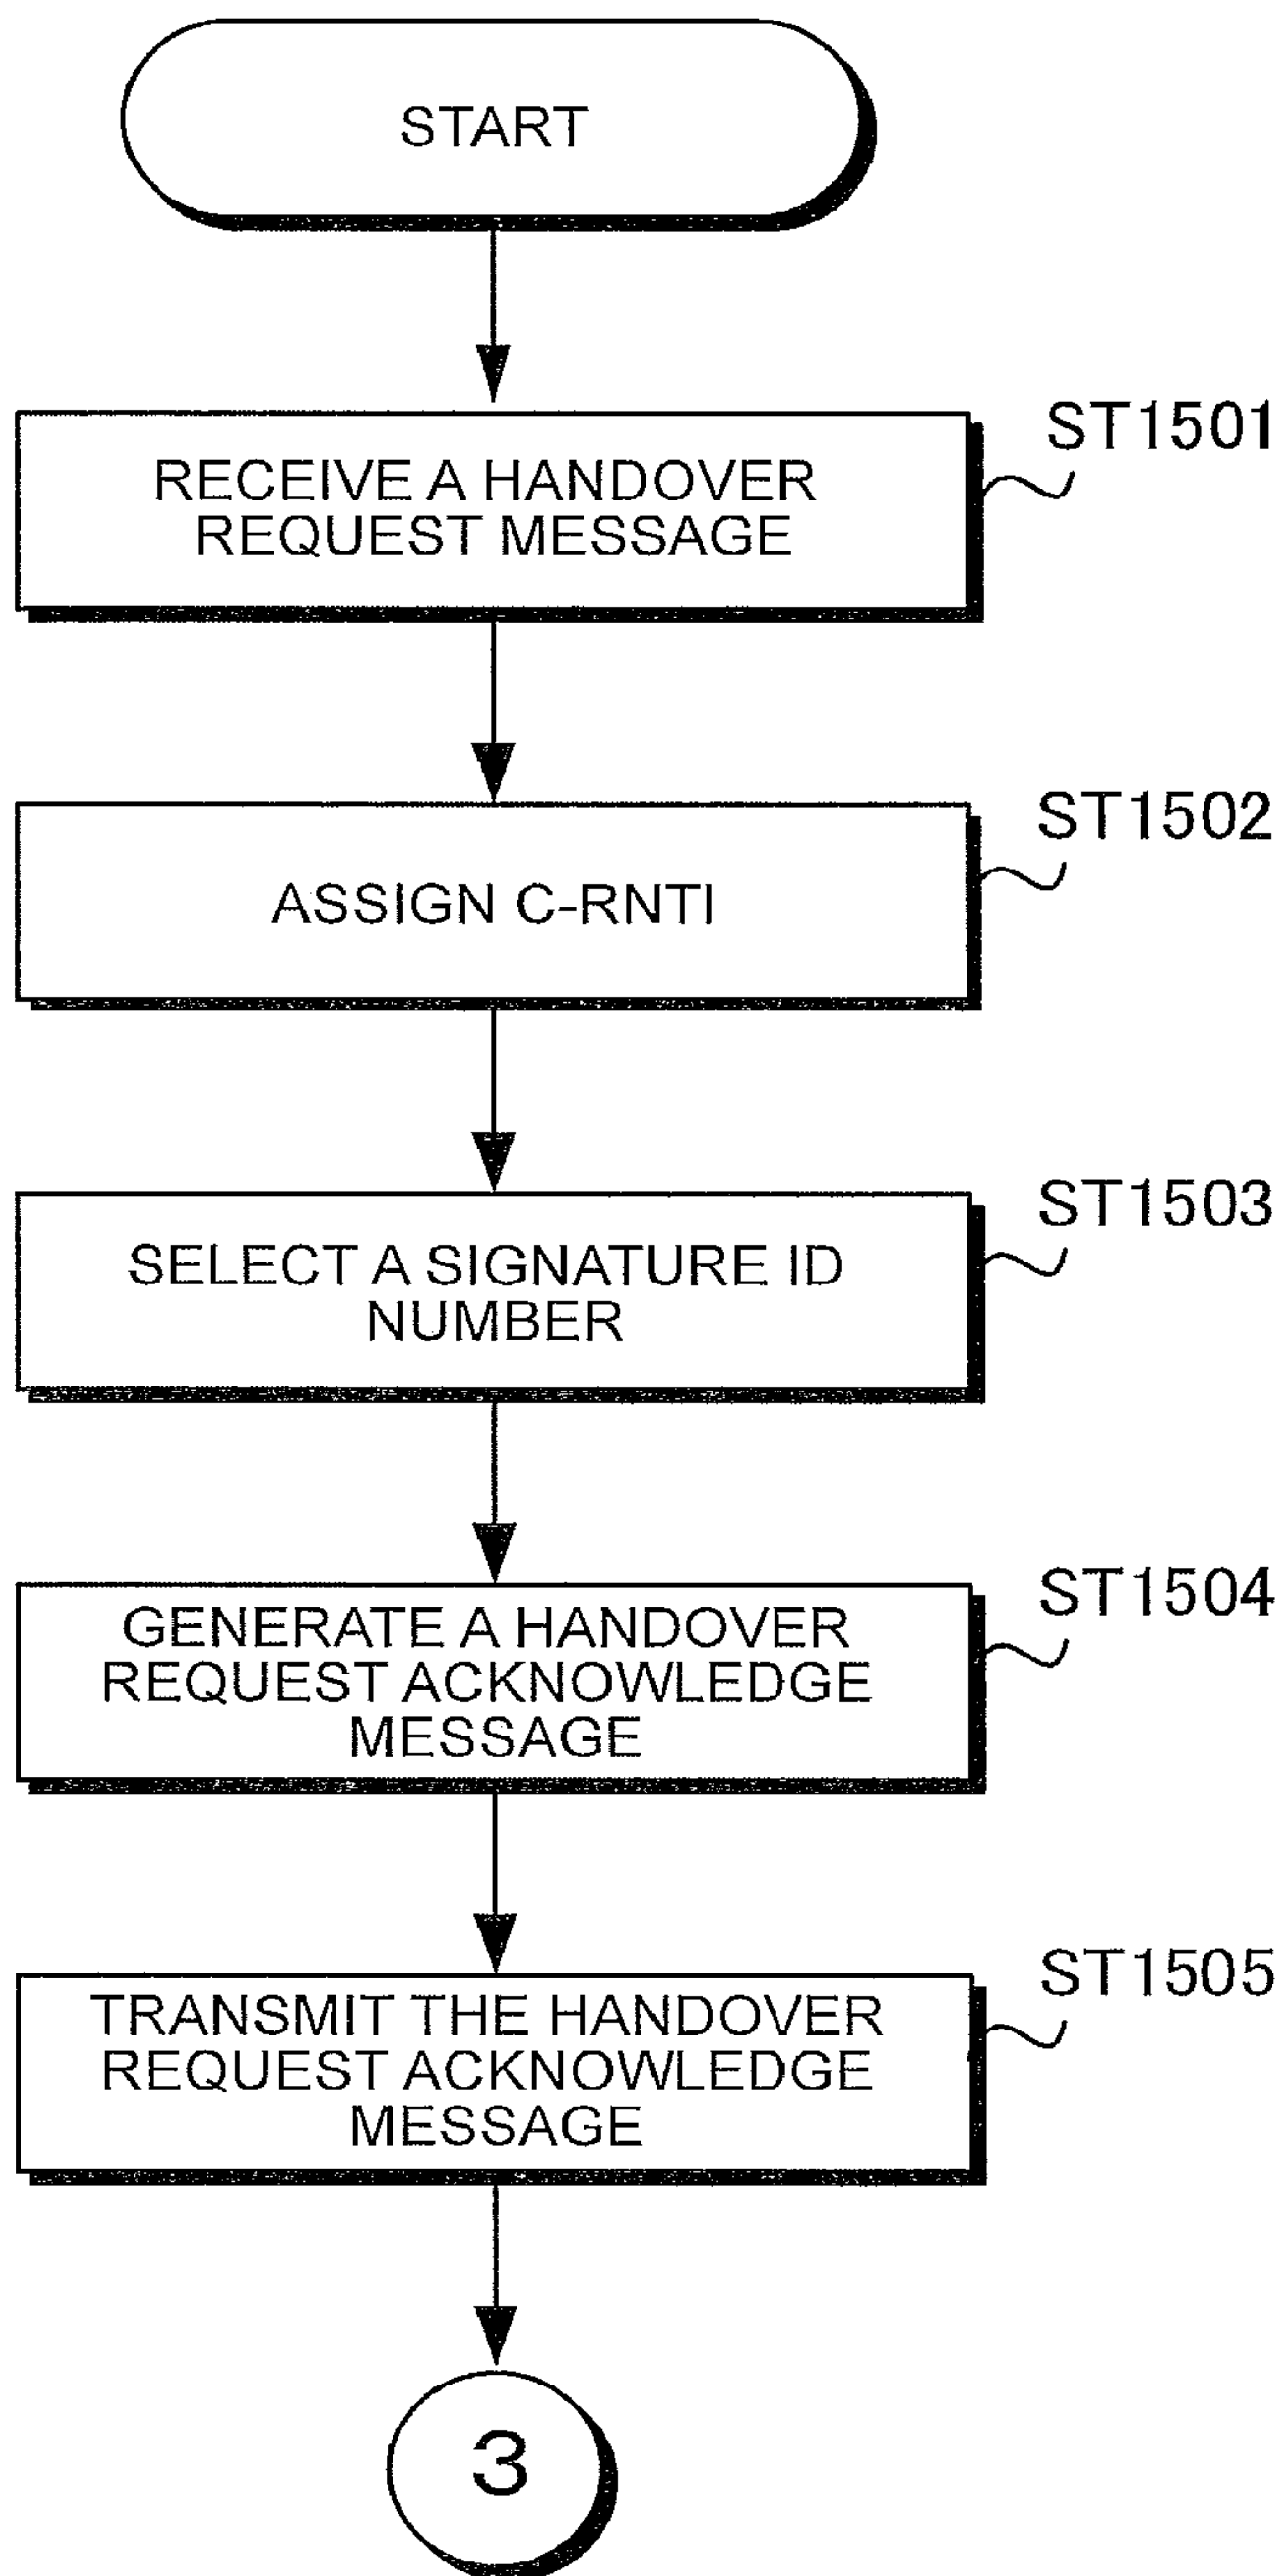 START
ST1501
RECEIVE A HANDOVER
REQUEST MESSAGE
ST1502
ASSIGN C-RNTI
ST1503
SELECT A SIGNATURE ID
NUMBER
ST1504
GENERATE A HANDOVER
REQUEST ACKNOWLEDGE
MESSAGE
ST1505
TRANSMIT THE HANDOVER
REQUEST ACKNOWLEDGE
MESSAGE
3